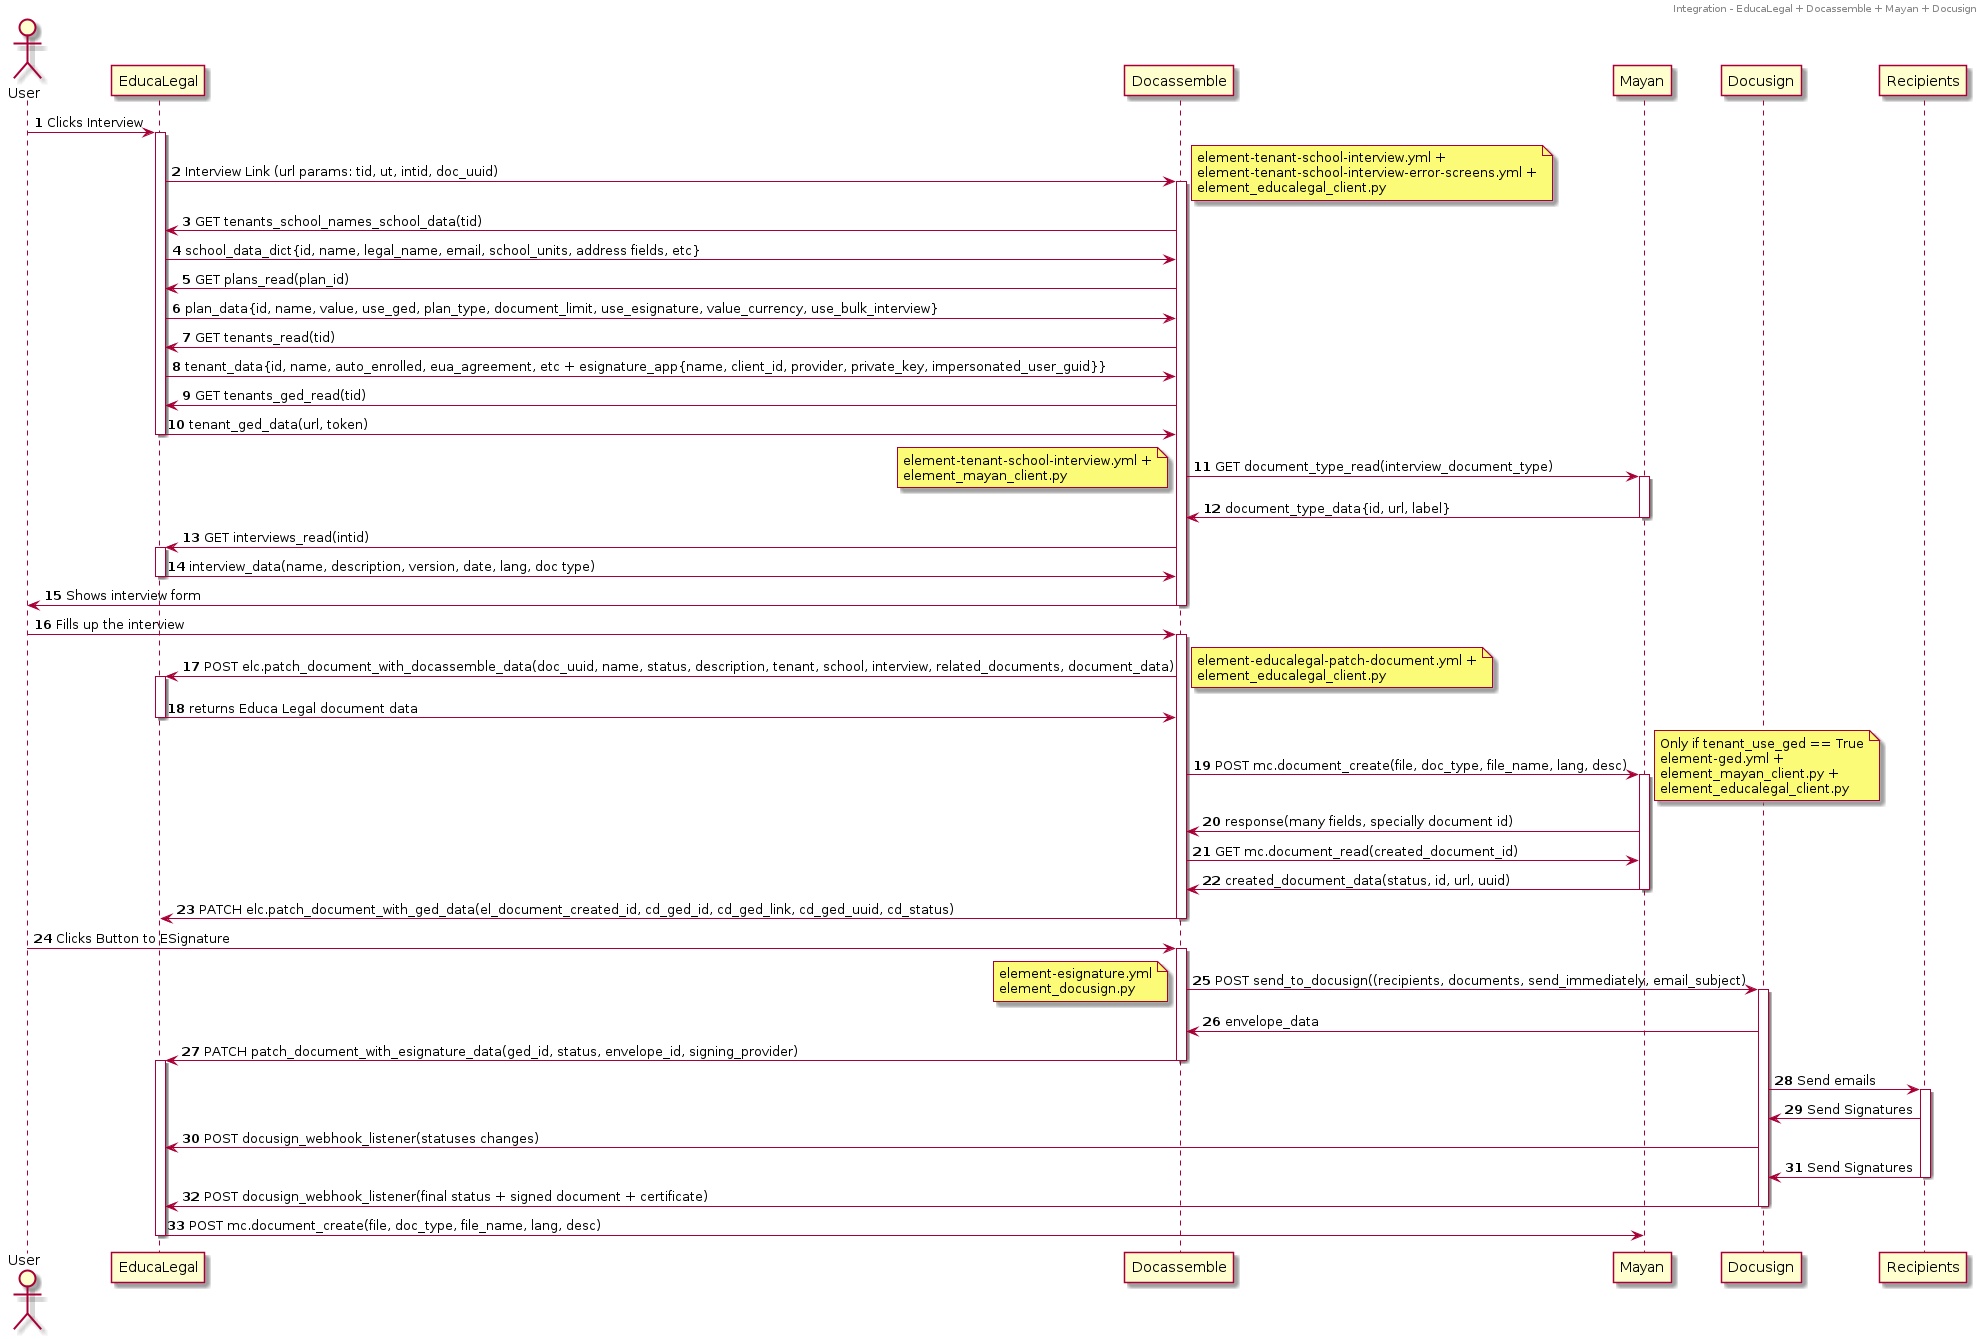 Integration - EducaLegal + Docassemble + Mayan + Docusign
User
EducaLegal
Docassemble
Mayan
Docusign
Recipients
1 Clicks Interview
element-tenant-school-interview.yml +
element-tenant-school-interview-error-screens.yml +
element_educalegal_client.py
2 Interview Link (url params: tid, ut, intid, doc_uuid)
3 GET tenants_school_names_school_data(tid)
4 school_data_dict{id, name, legal_name, email, school_units, address fields, etc}
5 GET plans_read(plan_id)
6 plan_data{id, name, value, use_ged, plan_type, document_limit, use_esignature, value_currency, use_bulk_interview}
7 GET tenants_read(tid)
8 tenant_data{id, name, auto_enrolled, eua_agreement, etc + esignature_app{name, client_id, provider, private_key, impersonated_user_guid}}
9 GET tenants_ged_read(tid)
10 tenant_ged_data(url, token)
element-tenant-school-interview.yml +
element_mayan_client.py
11 GET document_type_read(interview_document_type)
12 document_type_data{id, url, label}
13 GET interviews_read(intid)
14 interview_data(name, description, version, date, lang, doc type)
15 Shows interview form
16 Fills up the interview
17 POST elc.patch_document_with_docassemble_data(doc_uuid, name, status, description, tenant, school, interview, related_documents, document_data)
element-educalegal-patch-document.yml +
element_educalegal_client.py
18 returns Educa Legal document data
Only if tenant_use_ged == True
element-ged.yml +
element_mayan_client.py +
element_educalegal_client.py
19 POST mc.document_create(file, doc_type, file_name, lang, desc)
20 response(many fields, specially document id)
21 GET mc.document_read(created_document_id)
22 created_document_data(status, id, url, uuid)
23 PATCH elc.patch_document_with_ged_data(el_document_created_id, cd_ged_id, cd_ged_link, cd_ged_uuid, cd_status)
24 Clicks Button to ESignature
element-esignature.yml
element_docusign.py
25 POST send_to_docusign((recipients, documents, send_immediately, email_subject)
26 envelope_data
27 PATCH patch_document_with_esignature_data(ged_id, status, envelope_id, signing_provider)
28 Send emails
29 Send Signatures
30 POST docusign_webhook_listener(statuses changes)
31 Send Signatures
32 POST docusign_webhook_listener(final status + signed document + certificate)
33 POST mc.document_create(file, doc_type, file_name, lang, desc)
User
EducaLegal
Docassemble
Mayan
Docusign
Recipients